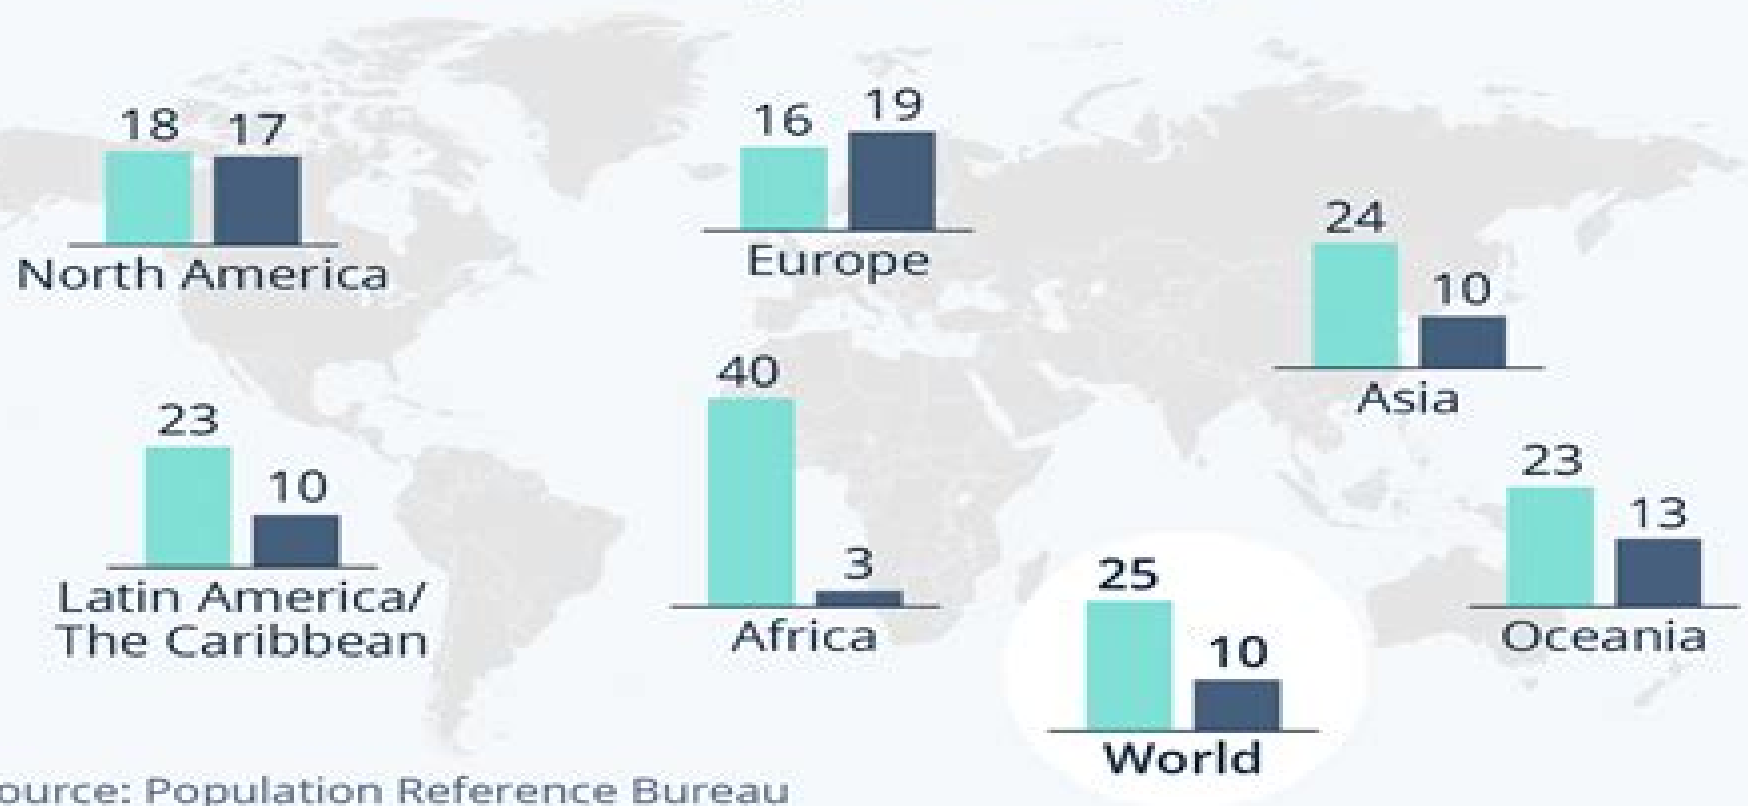 18 17
North America
16 19
Europe
24 10
Asia
23 10
Latin America/
The Caribbean
40 3
Africa
23 13
Oceania
25 10
World
ource: Population Reference Bureau